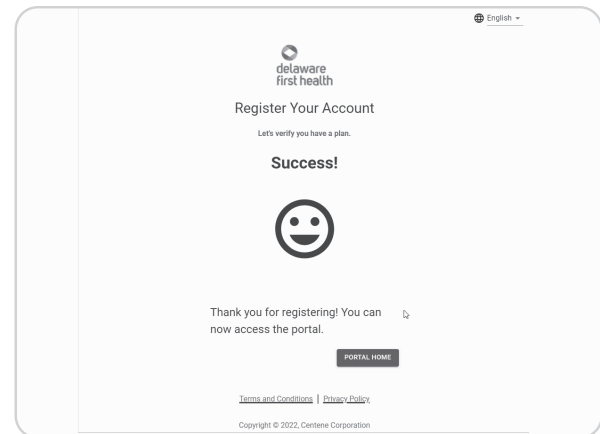 English
delaware
first health
Register Your Account
Let's verify you have a plan.
Success!
Thank you for registering! You can
now access the portal.
PORTAL HOME
Terms and Conditions | Privacy Policy
Copyright © 2022, Centene Corporation